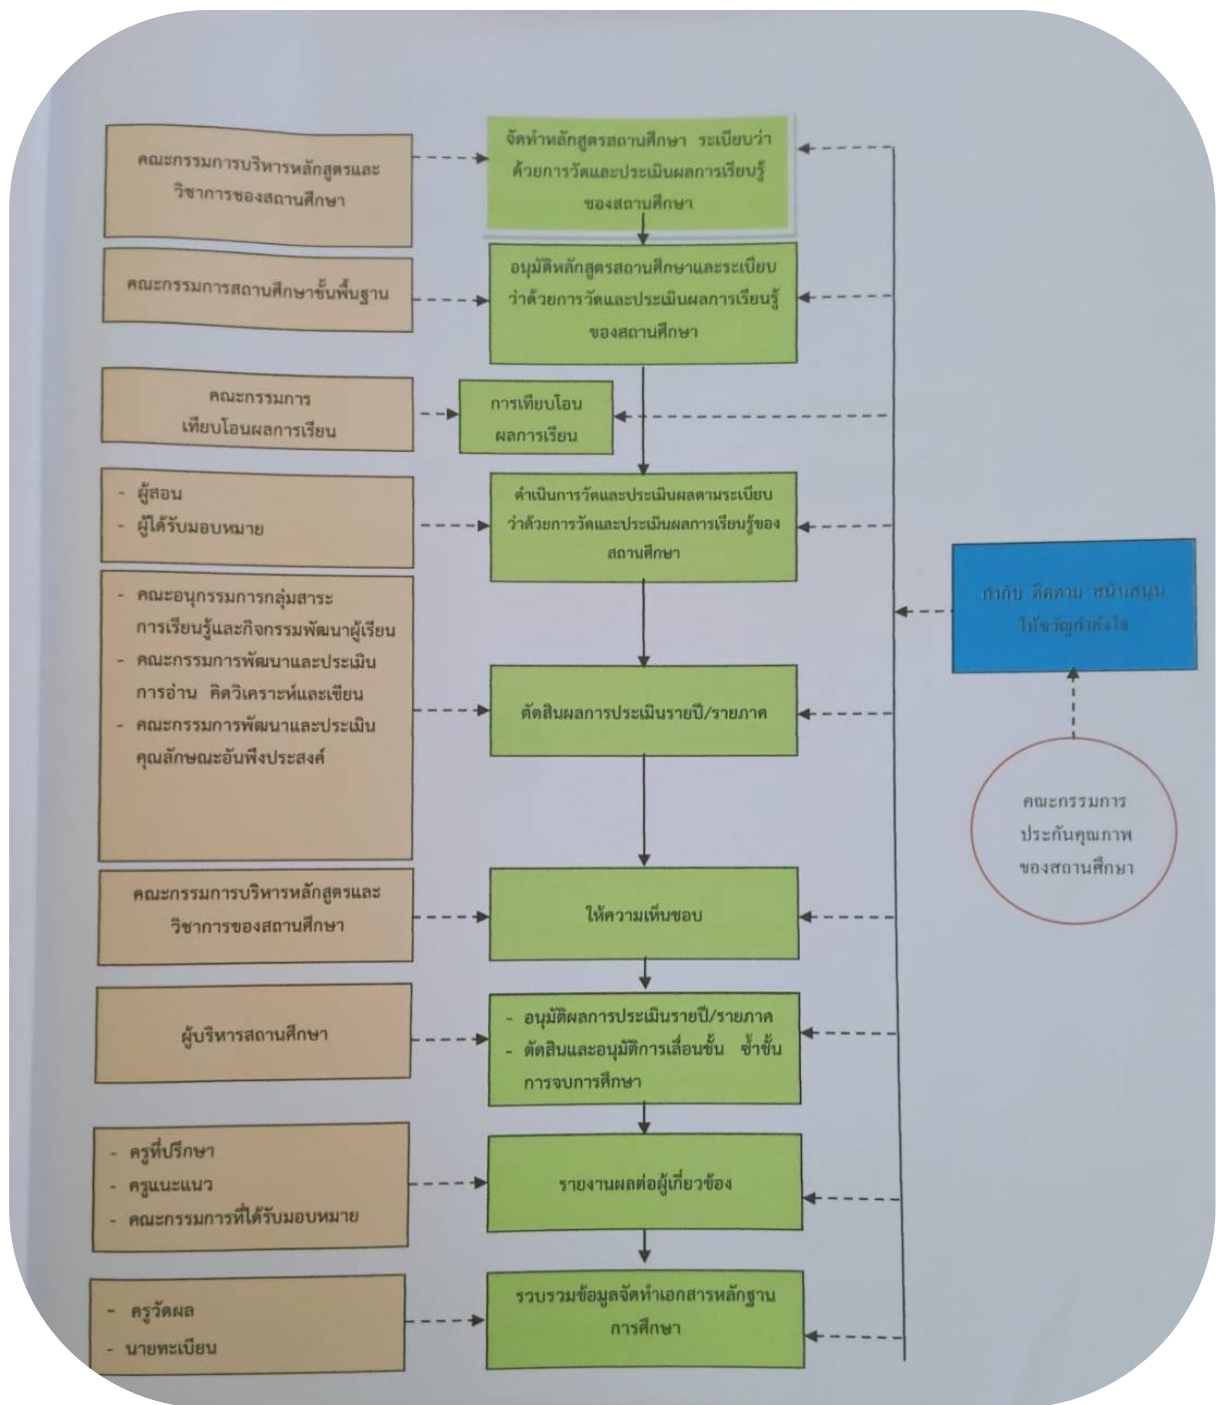 คณะกรรมการบริหารหลักสูตรและ
วิชาการของสถานศึกษา
จัดทำหลักสูตรสถานศึกษา ระเบียบว่า
ด้วยการวัดและประเมินผลการเรียนรู้
ของสถานศึกษา
คณะกรรมการสถานศึกษาขั้นพื้นฐาน
อนุมัติหลักสูตรสถานศึกษาและระเบียบ
ว่าด้วยการวัดและประเมินผลการเรียนรู้
ของสถานศึกษา
คณะกรรมการ
เทียบโอนผลการเรียน
การเทียบโอน
ผลการเรียน
- ผู้สอน
- ผู้ได้รับมอบหมาย
ดำเนินการวัดและประเมินผลตามระเบียบ
ว่าด้วยการวัดและประเมินผลการเรียนรู้ของ
สถานศึกษา
กำกับ ติดตาม สนับสนุน
ให้ขวัญกำลังใจ
- คณะอนุกรรมการกลุ่มสาระ
การเรียนรู้และกิจกรรมพัฒนาผู้เรียน
- คณะกรรมการพัฒนาและประเมิน
การอ่าน คิดวิเคราะห์และเขียน
- คณะกรรมการพัฒนาและประเมิน
คุณลักษณะอันพึงประสงค์
ตัดสินผลการประเมินรายปี/รายภาค
คณะกรรมการ
ประกันคุณภาพ
ของสถานศึกษา
คณะกรรมการบริหารหลักสูตรและ
วิชาการของสถานศึกษา
ให้ความเห็นชอบ
ผู้บริหารสถานศึกษา
- อนุมัติผลการประเมินรายปี/รายภาค
- ตัดสินและอนุมัติการเลื่อนชั้น ซ้ำชั้น
การจบการศึกษา
- ครูที่ปรึกษา
- ครูแนะแนว
- คณะกรรมการที่ได้รับมอบหมาย
รายงานผลต่อผู้เกี่ยวข้อง
- ครูวัดผล
- นายทะเบียน
รวบรวมข้อมูลจัดทำเอกสารหลักฐาน
การศึกษา